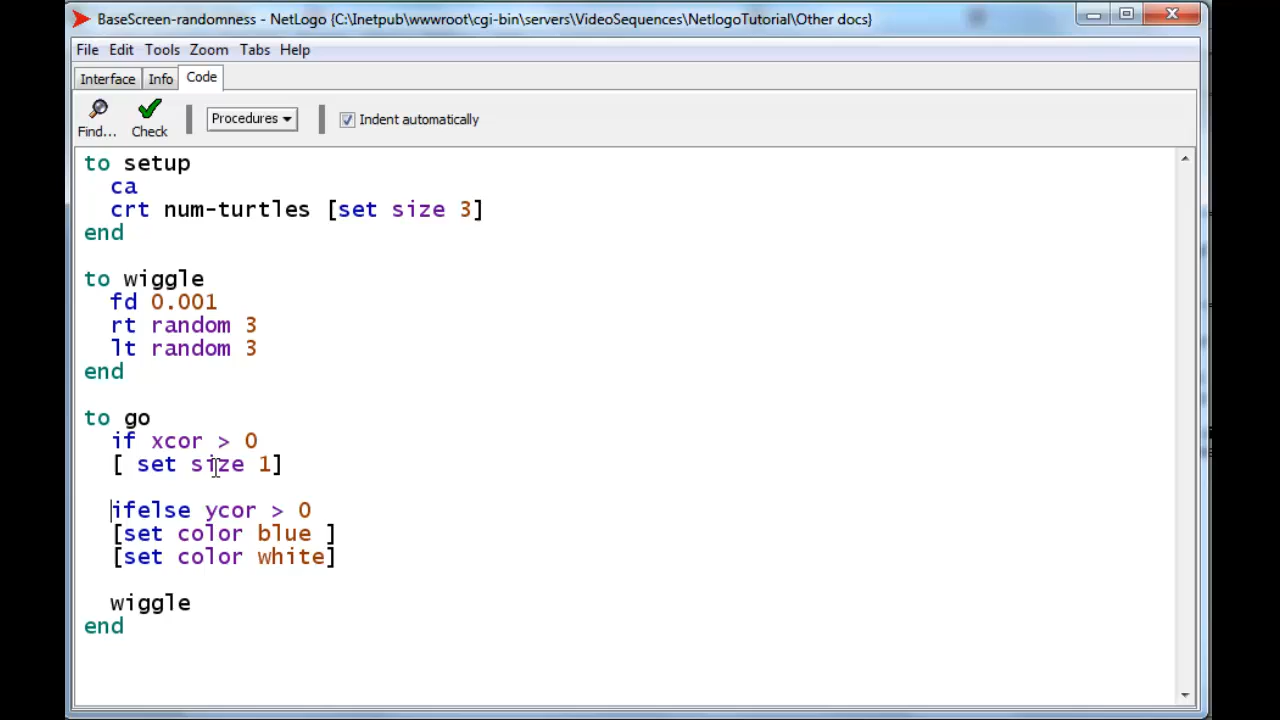 BaseScreen-randomness - NetLogo {C:\Inetpub\wwwroot\cgi-bin\servers\VideoSequences\NetlogoTutorial\Other docs}
File Edit Tools Zoom Tabs Help
Interface Info Code
Find... Check Procedures Indent automatically
to setup
ca
crt num-turtles [set size 3]
end
to wiggle
fd 0.001
rt random 3
lt random 3
end
to go
if xcor > 0
[ set size 1]
ifelse ycor > 0
[set color blue ]
[set color white]
wiggle
end